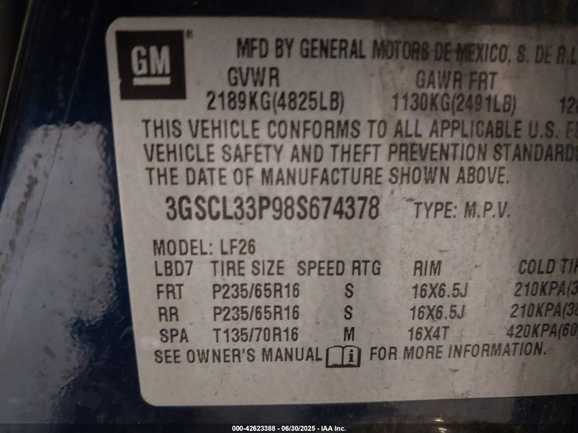 GM
MFD BY GENERAL MOTORS DE MEXICO, S. DE R.L
GVWR GAWR FRT
2189KG(4825LB) 1130KG(2491LB)
THIS VEHICLE CONFORMS TO ALL APPLICABLE U.S. F
VEHICLE SAFETY AND THEFT PREVENTION STANDARDS
THE DATE OF MANUFACTURE SHOWN ABOVE.
3GSCL33P98S674378 TYPE: M.P.V.
MODEL: LF26
LBD7 TIRE SIZE SPEED RTG RIM COLD TI
FRT P235/65R16 S 16X6.5J 210KPA(3
RR P235/65R16 S 16X6.5J 210KPA(3
SPA T135/70R16 M 16X4T 420KPA(60
SEE OWNER'S MANUAL i FOR MORE INFORMATION.
000-42623388 - 06/30/2025 - IAA Inc.